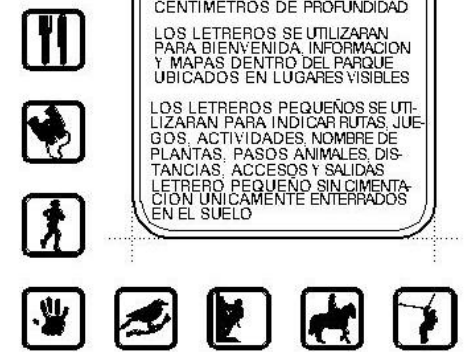 CENTIMETROS DE PROFUNDIDAD
LOS LETREROS SE UTILIZARAN
PARA BIENVENIDA, INFORMACION
Y MAPAS DENTRO DEL PARQUE
UBICADOS EN LUGARES VISIBLES
LOS LETREROS PEQUEÑOS SE UTI-
LIZARAN PARA INDICAR RUTAS, JUE-
GOS, ACTIVIDADES, NOMBRE DE
PLANTAS, PASOS ANIMALES, DIS-
TANCIAS, ACCESOS Y SALIDAS
LETRERO PEQUEÑO SIN CIMENTA-
CION UNICAMENTE ENTERRADOS
EN EL SUELO